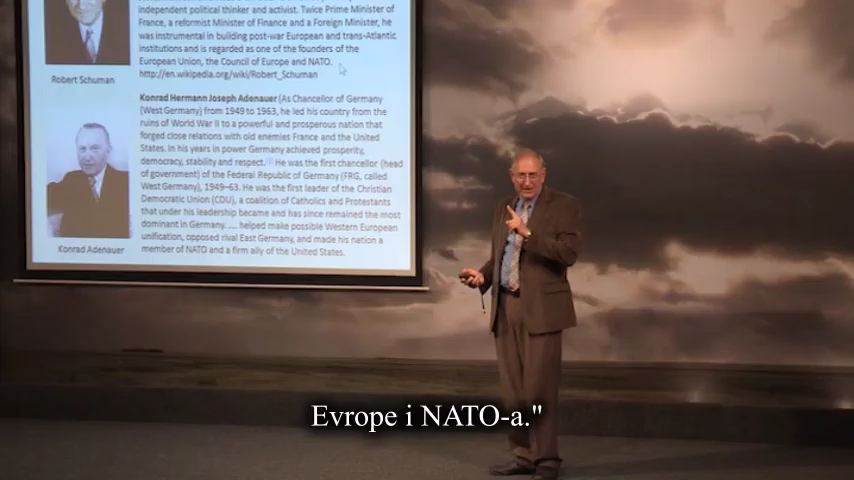 independent political thinker and activist. Twice Prime Minister of
France, a reformist Minister of Finance and a Foreign Minister, he
was instrumental in building post-war European and trans-Atlantic
institutions and is regarded as one of the founders of the
European Union, the Council of Europe and NATO.
http://en.wikipedia.org/wiki/Robert_Schuman
Robert Schuman
Konrad Hermann Joseph Adenauer (As Chancellor of Germany
(West Germany) from 1949 to 1963, he led his country from the
ruins of World War II to a powerful and prosperous nation that
forged close relations with old enemies France and the United
States. In his years in power Germany achieved prosperity,
democracy, stability and respect. He was the first chancellor (head
of government) of the Federal Republic of Germany (FRG, called
West Germany), 1949–63. He was the first leader of the Christian
Democratic Union (CDU), a coalition of Catholics and Protestants
that under his leadership became and has since remained the most
dominant in Germany. .... helped make possible Western European
unification, opposed rival East Germany, and made his nation a
member of NATO and a firm ally of the United States.
Konrad Adenauer
Evrope i NATO-a."